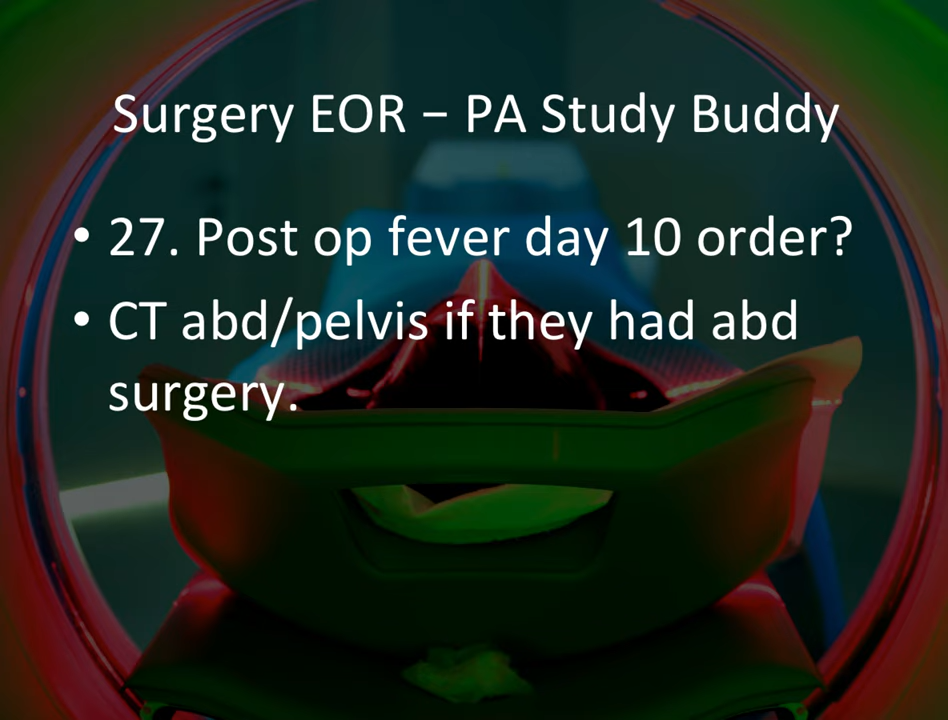 Surgery EOR – PA Study Buddy
• 27. Post op fever day 10 order?
• CT abd/pelvis if they had abd
surgery.